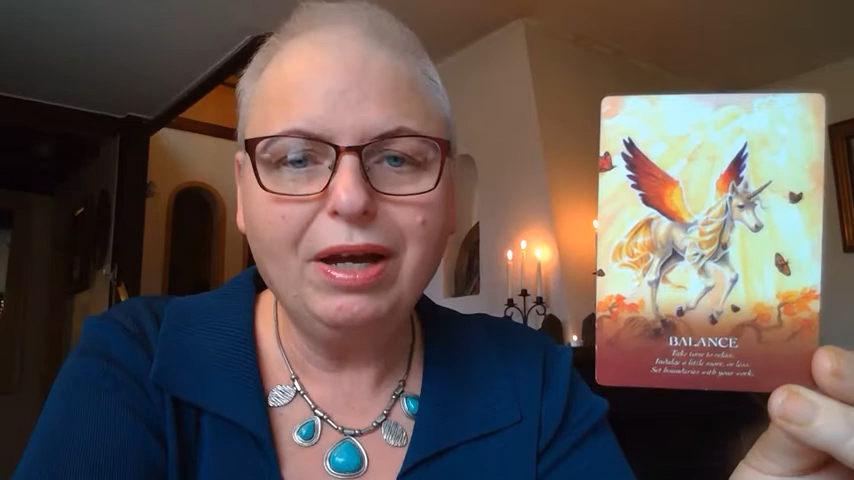 BALANCE
Take time to relax.
Indulge a little more, or less.
Set boundaries with your work.